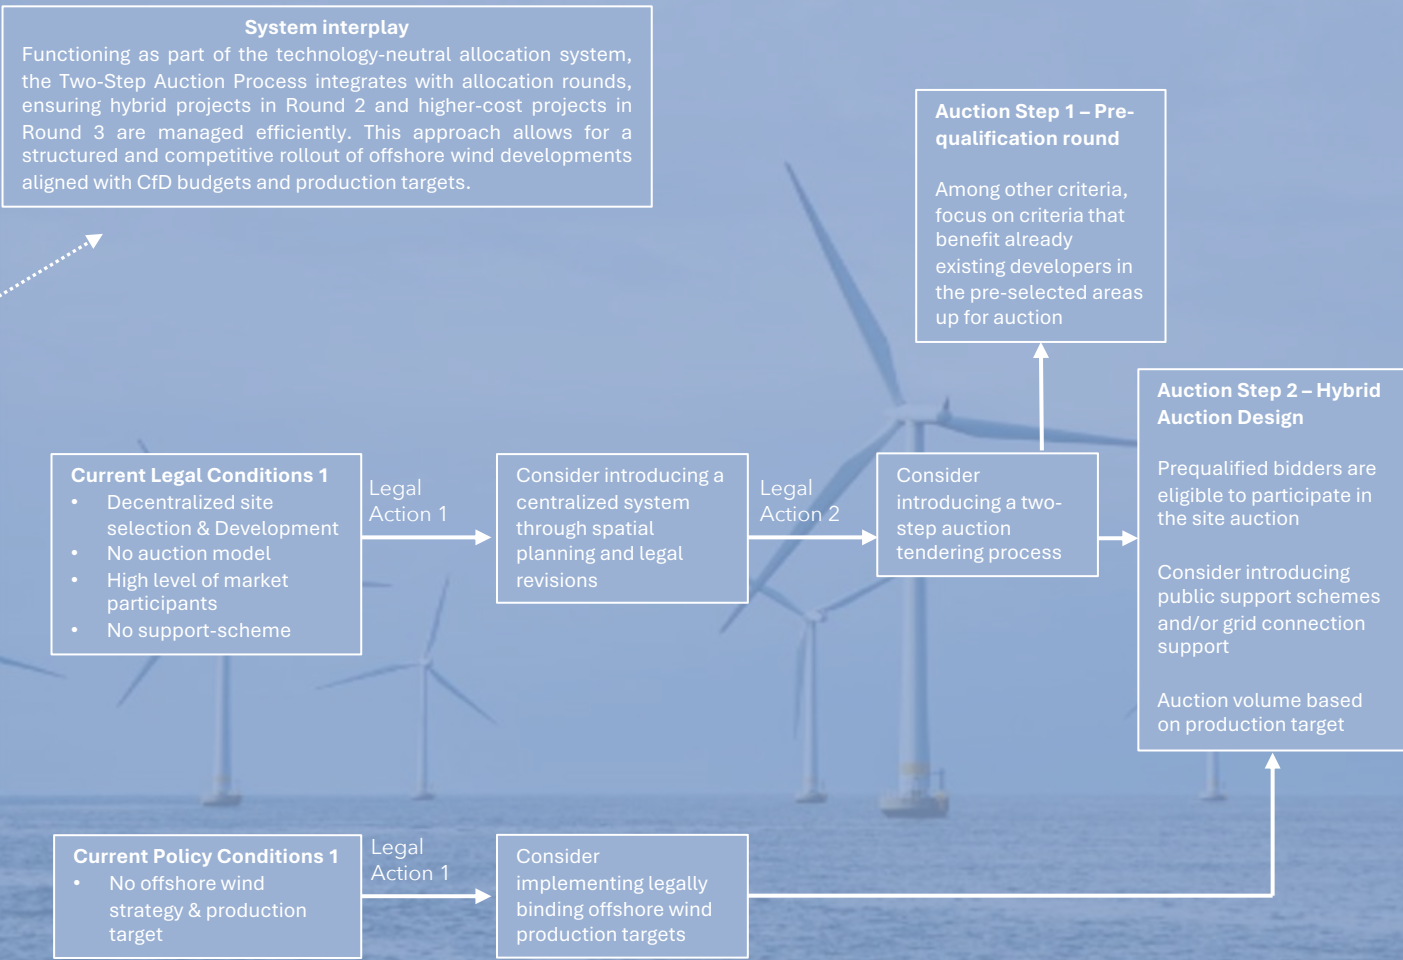 System interplay
Functioning as part of the technology-neutral allocation system,
the Two-Step Auction Process integrates with allocation rounds,
ensuring hybrid projects in Round 2 and higher-cost projects in
Round 3 are managed efficiently. This approach allows for a
structured and competitive rollout of offshore wind developments
aligned with CfD budgets and production targets.
Auction Step 1 – Pre-
qualification round
Among other criteria,
focus on criteria that
benefit already
existing developers in
the pre-selected areas
up for auction
Current Legal Conditions 1
• Decentralized site
selection & Development
• No auction model
• High level of market
participants
• No support-scheme
Legal
Action 1
Consider introducing a
centralized system
through spatial
planning and legal
revisions
Legal
Action 2
Consider
introducing a two-
step auction
tendering process
Auction Step 2 – Hybrid
Auction Design
Prequalified bidders are
eligible to participate in
the site auction
Consider introducing
public support schemes
and/or grid connection
support
Auction volume based
on production target
Current Policy Conditions 1
• No offshore wind
strategy & production
target
Legal
Action 1
Consider
implementing legally
binding offshore wind
production targets